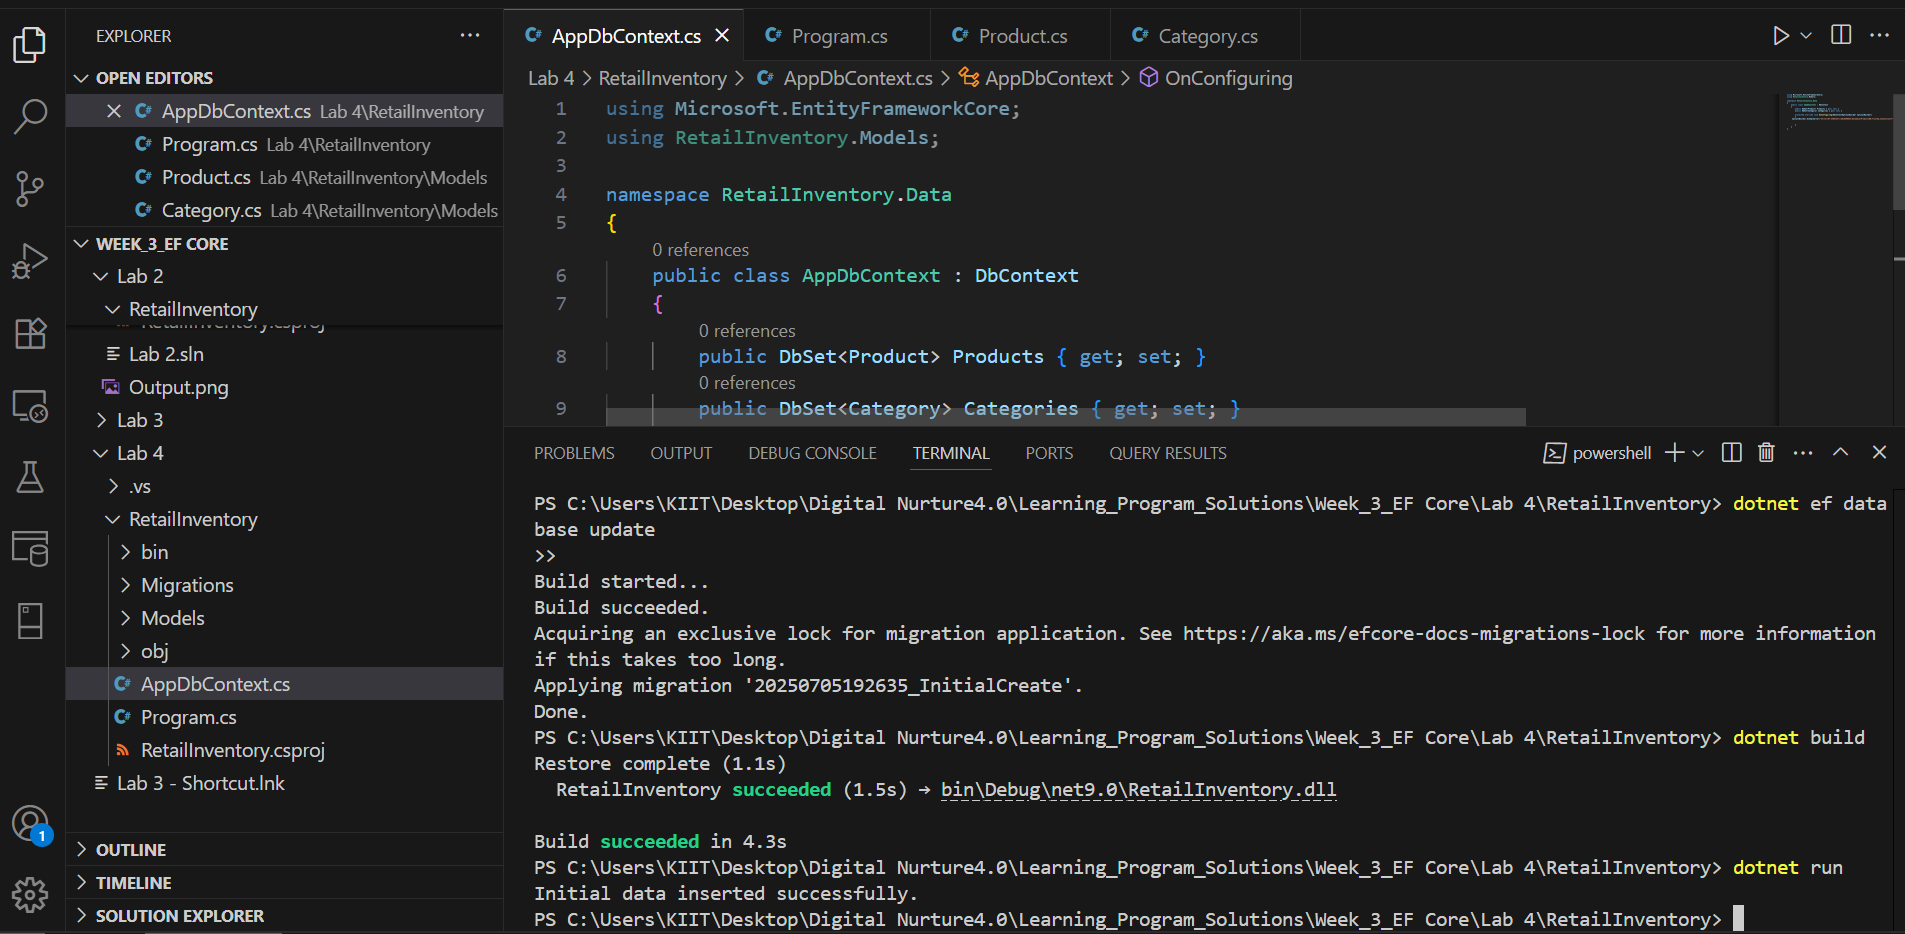 EXPLORER
OPEN EDITORS
AppDbContext.cs Lab 4\RetailInventory
Program.cs Lab 4\RetailInventory
Product.cs Lab 4\RetailInventory\Models
Category.cs Lab 4\RetailInventory\Models
WEEK_3_EF CORE
Lab 2
RetailInventory
RetailInventory.csproj
Lab 2.sln
Output.png
Lab 3
Lab 4
.vs
RetailInventory
bin
Migrations
Models
obj
AppDbContext.cs
Program.cs
RetailInventory.csproj
Lab 3 - Shortcut.lnk
OUTLINE
TIMELINE
SOLUTION EXPLORER
1
AppDbContext.cs
Program.cs
Product.cs
Category.cs
Lab 4 > RetailInventory > AppDbContext.cs > AppDbContext > OnConfiguring
1 using Microsoft.EntityFrameworkCore;
2 using RetailInventory.Models;
3
4 namespace RetailInventory.Data
5 {
0 references
6 public class AppDbContext : DbContext
7 {
0 references
8 public DbSet<Product> Products { get; set; }
0 references
9 public DbSet<Category> Categories { get; set; }
PROBLEMS OUTPUT DEBUG CONSOLE TERMINAL PORTS QUERY RESULTS
powershell
PS C:\Users\KIIT\Desktop\Digital Nurture4.0\Learning_Program_Solutions\Week_3_EF Core\Lab 4\RetailInventory> dotnet ef data
base update
>>
Build started...
Build succeeded.
Acquiring an exclusive lock for migration application. See https://aka.ms/efcore-docs-migrations-lock for more information
if this takes too long.
Applying migration '20250705192635_InitialCreate'.
Done.
PS C:\Users\KIIT\Desktop\Digital Nurture4.0\Learning_Program_Solutions\Week_3_EF Core\Lab 4\RetailInventory> dotnet build
Restore complete (1.1s)
RetailInventory succeeded (1.5s) → bin\Debug\net9.0\RetailInventory.dll
Build succeeded in 4.3s
PS C:\Users\KIIT\Desktop\Digital Nurture4.0\Learning_Program_Solutions\Week_3_EF Core\Lab 4\RetailInventory> dotnet run
Initial data inserted successfully.
PS C:\Users\KIIT\Desktop\Digital Nurture4.0\Learning_Program_Solutions\Week_3_EF Core\Lab 4\RetailInventory>